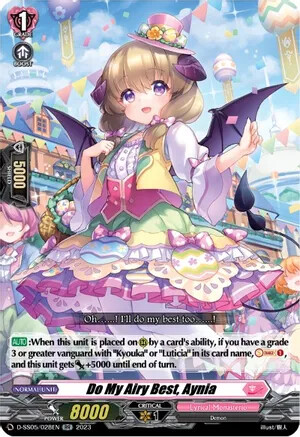 1
GRADE
BOOST
5000
SHIELD
Oh......! I'll do my best too......!
AUTO:When this unit is placed on by a card's ability, if you have a grade
3 or greater vanguard with "Kyouka" or "Luticia" in its card name,
and this unit gets +5000 until end of turn.
NORMAL UNIT
Do My Airy Best, Aynia
Lyrical Monasterio
Demon
POWER
8000
CRITICAL
1
D-SS05/028EN RR 2023
illust/